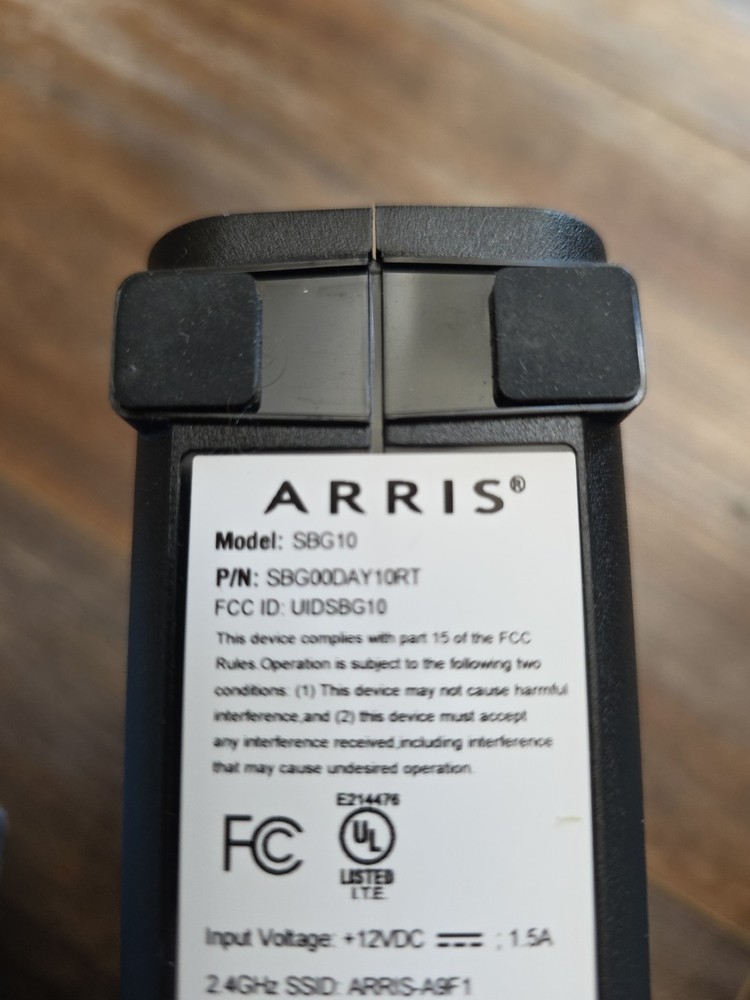 ARRIS®
Model: SBG10
P/N: SBG00DAY10RT
FCC ID: UIDSBG10
This device complies with part 15 of the FCC
Rules.Operation is subject to the following two
conditions: (1) This device may not cause harmful
interference,and (2) this device must accept
any interference received,including interference
that may cause undesired operation.
E214476
FC
UL
LISTED
I.T.E.
Input Voltage: +12VDC ⎓ ; 1.5A
2.4GHz SSID: ARRIS-A9F1